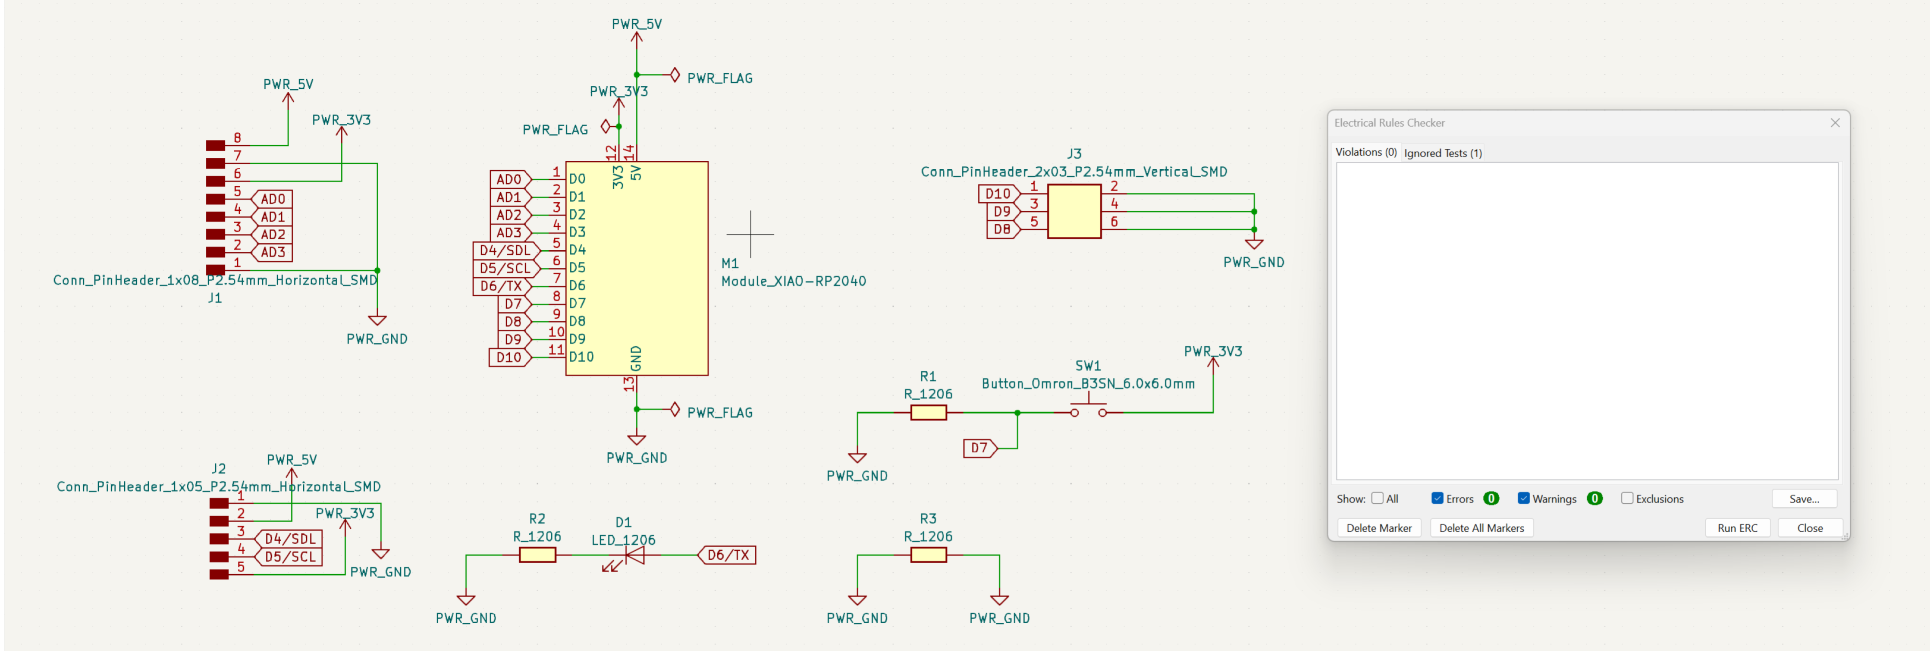 PWR_5V
PWR_FLAG
PWR_3V3
PWR_FLAG
12
14
3V3
5V
AD0 1 D0
AD1 2 D1
AD2 3 D2
AD3 4 D3
D4/SDL 5 D4
D5/SCL 6 D5
D6/TX 7 D6
D7 8 D7
D8 9 D8
D9 10 D9
D10 11 D10
GND
13
M1
Module_XIAO-RP2040
PWR_FLAG
PWR_GND
PWR_5V
PWR_3V3
8
7
6
5 AD0
4 AD1
3 AD2
2 AD3
1
Conn_PinHeader_1x08_P2.54mm_Horizontal_SMD
J1
PWR_GND
J2
PWR_5V
Conn_PinHeader_1x05_P2.54mm_Horizontal_SMD
1
2
PWR_3V3
3 D4/SDL
4 D5/SCL
5
PWR_GND
R2
R_1206
D1
LED_1206
D6/TX
PWR_GND
J3
Conn_PinHeader_2x03_P2.54mm_Vertical_SMD
D10 1 2
D9 3 4
D8 5 6
PWR_GND
R1
R_1206
SW1
Button_Omron_B3SN_6.0x6.0mm
PWR_3V3
D7
PWR_GND
R3
R_1206
PWR_GND
PWR_GND
Electrical Rules Checker
Violations (0) Ignored Tests (1)
Show: All Errors 0 Warnings 0 Exclusions Save...
Delete Marker Delete All Markers Run ERC Close